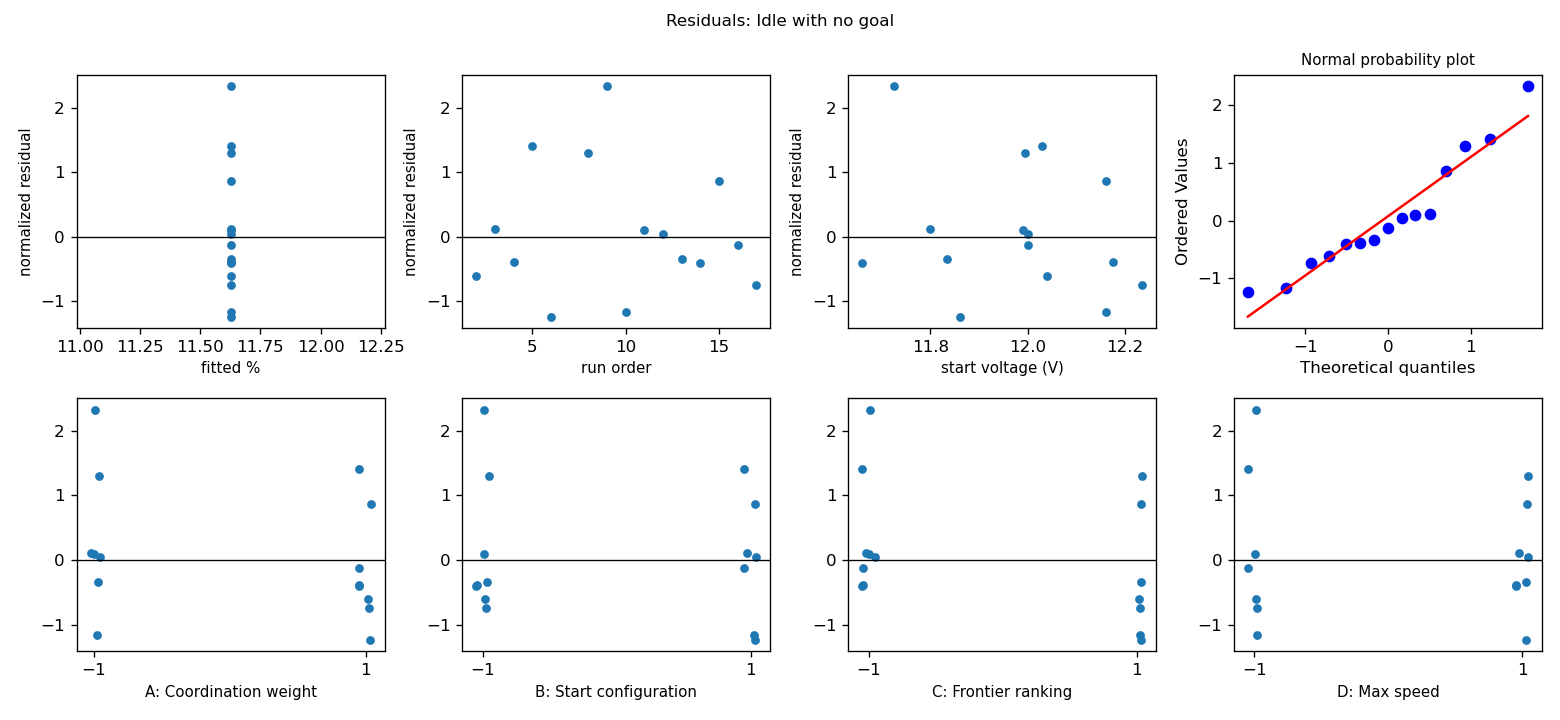 Residuals: Idle with no goal
Normal probability plot
normalized residual
2
1
0
−1
11.00 11.25 11.50 11.75 12.00 12.25
fitted %
normalized residual
2
1
0
−1
5 10 15
run order
normalized residual
2
1
0
−1
11.8 12.0 12.2
start voltage (V)
Ordered Values
2
1
0
−1
−1 0 1
Theoretical quantiles
2
1
0
−1
−1 1
A: Coordination weight
2
1
0
−1
−1 1
B: Start configuration
2
1
0
−1
−1 1
C: Frontier ranking
2
1
0
−1
−1 1
D: Max speed